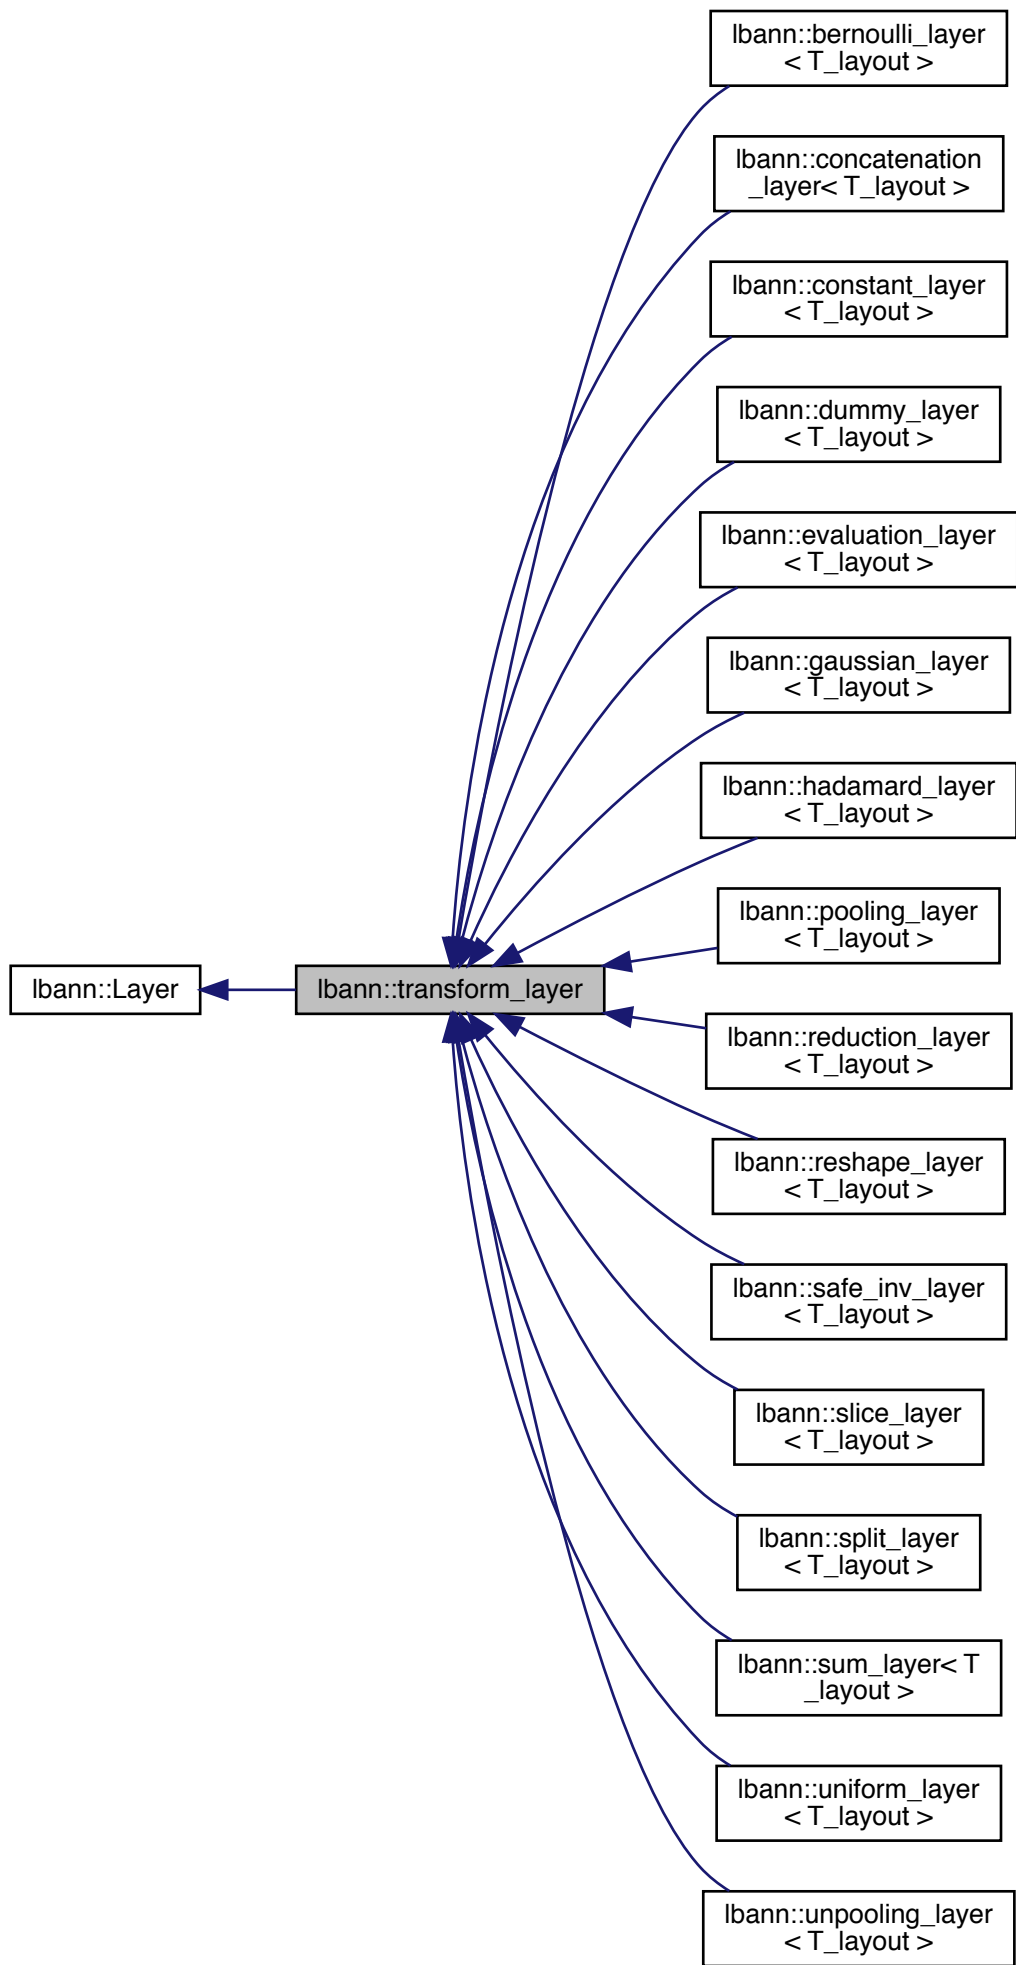 lbann::bernoulli_layer
< T_layout >
lbann::concatenation
_layer< T_layout >
lbann::constant_layer
< T_layout >
lbann::dummy_layer
< T_layout >
lbann::evaluation_layer
< T_layout >
lbann::gaussian_layer
< T_layout >
lbann::hadamard_layer
< T_layout >
lbann::pooling_layer
< T_layout >
lbann::Layer
lbann::transform_layer
lbann::reduction_layer
< T_layout >
lbann::reshape_layer
< T_layout >
lbann::safe_inv_layer
< T_layout >
lbann::slice_layer
< T_layout >
lbann::split_layer
< T_layout >
lbann::sum_layer< T
_layout >
lbann::uniform_layer
< T_layout >
lbann::unpooling_layer
< T_layout >